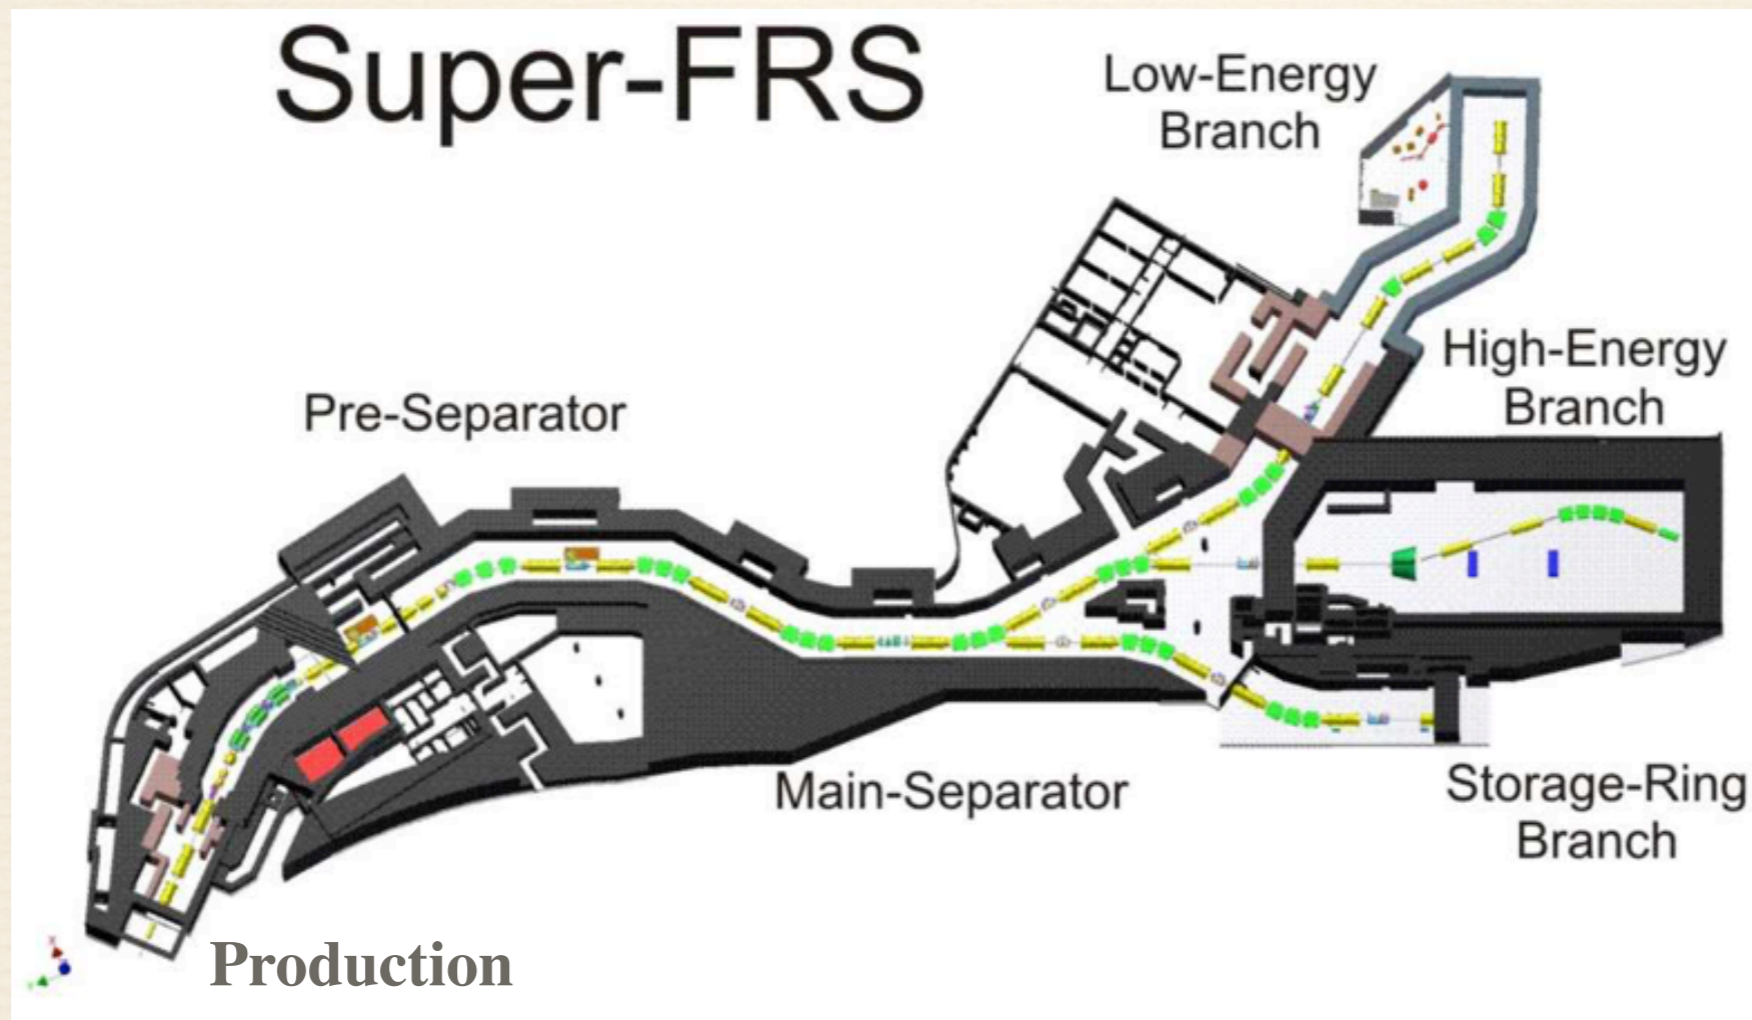 Super-FRS
Low-Energy
Branch
High-Energy
Branch
Pre-Separator
Main-Separator
Storage-Ring
Branch
Production